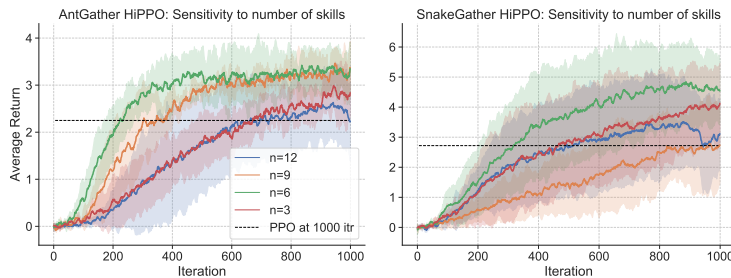 AntGather HiPPO: Sensitivity to number of skills
Average Return
4
3
2
1
0
0 200 400 600 800 1000
Iteration
n=12
n=9
n=6
n=3
PPO at 1000 itr
SnakeGather HiPPO: Sensitivity to number of skills
6
5
4
3
2
1
0
0 200 400 600 800 1000
Iteration